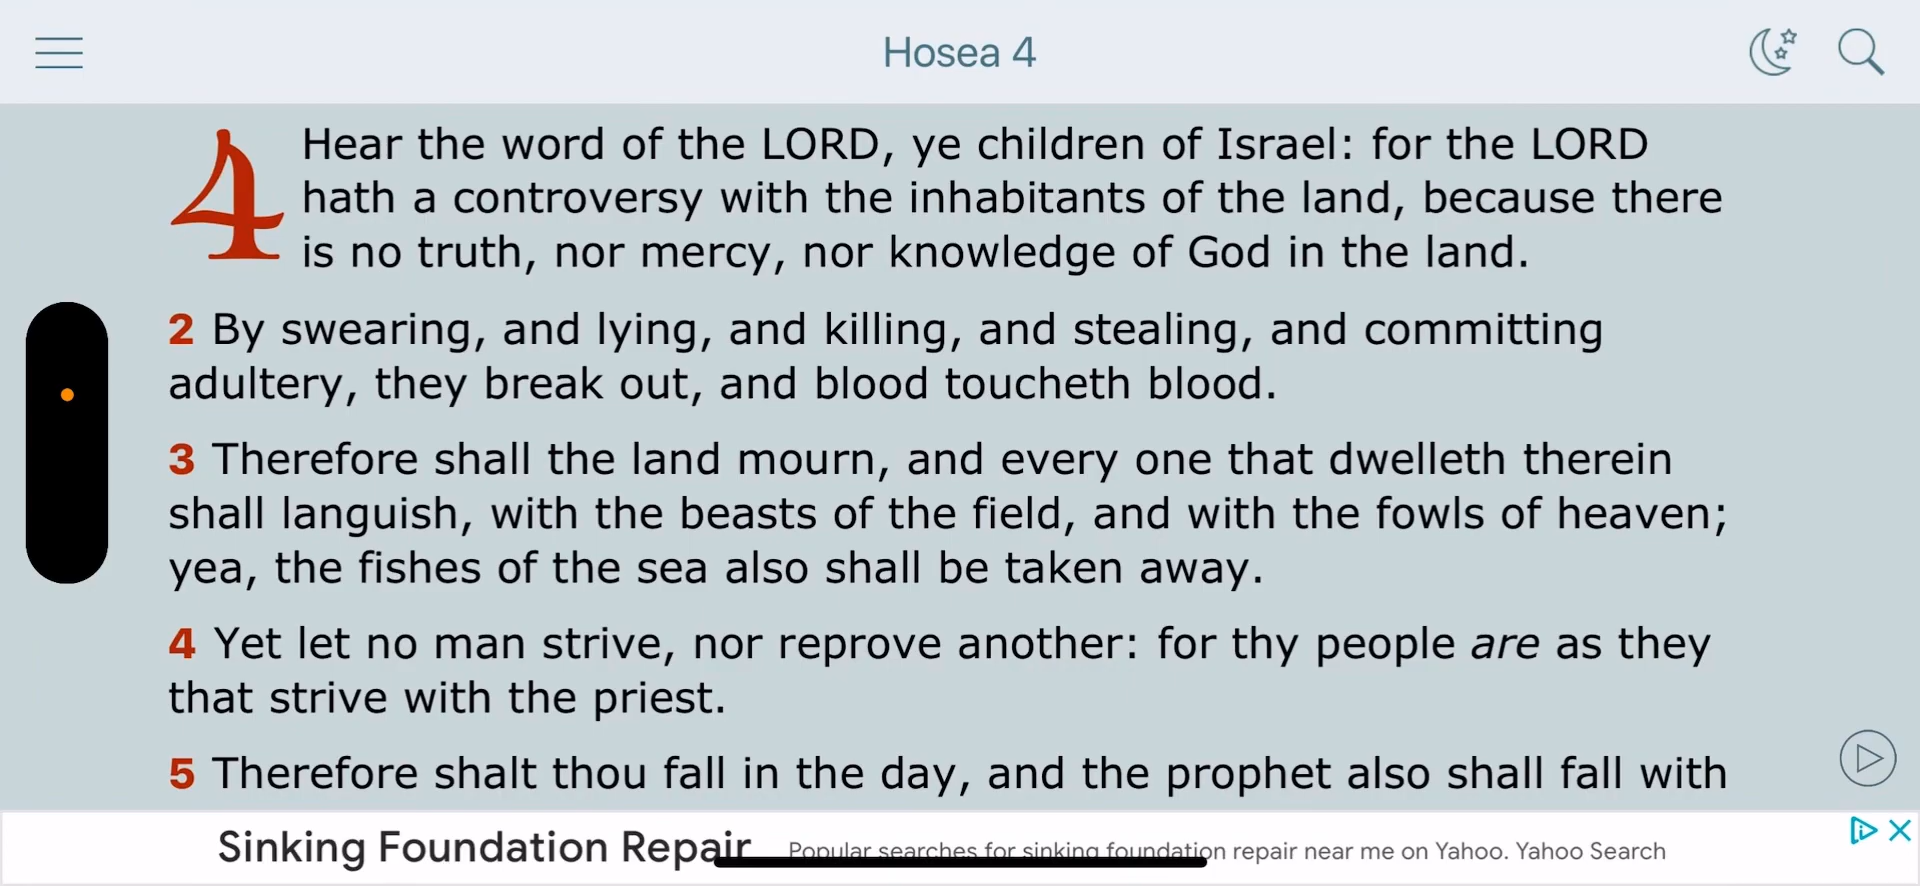 Hosea 4
4 Hear the word of the LORD, ye children of Israel: for the LORD
hath a controversy with the inhabitants of the land, because there
is no truth, nor mercy, nor knowledge of God in the land.
2 By swearing, and lying, and killing, and stealing, and committing
adultery, they break out, and blood toucheth blood.
3 Therefore shall the land mourn, and every one that dwelleth therein
shall languish, with the beasts of the field, and with the fowls of heaven;
yea, the fishes of the sea also shall be taken away.
4 Yet let no man strive, nor reprove another: for thy people are as they
that strive with the priest.
5 Therefore shalt thou fall in the day, and the prophet also shall fall with
Sinking Foundation Repair Popular searches for sinking foundation repair near me on Yahoo. Yahoo Search